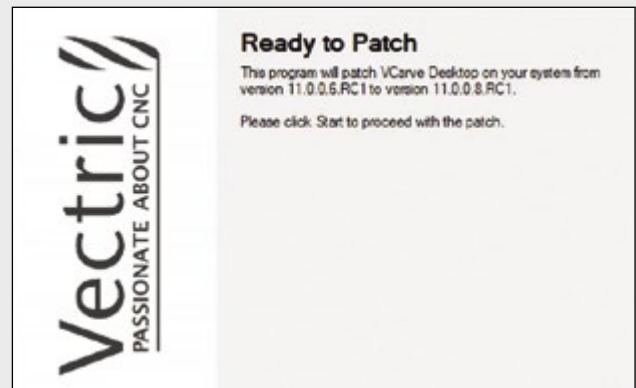 Vectric
PASSIONATE ABOUT CNC
Ready to Patch
This program will patch VCarve Desktop on your system from
version 11.0.0.6.RC1 to version 11.0.0.8.RC1.
Please click Start to proceed with the patch.